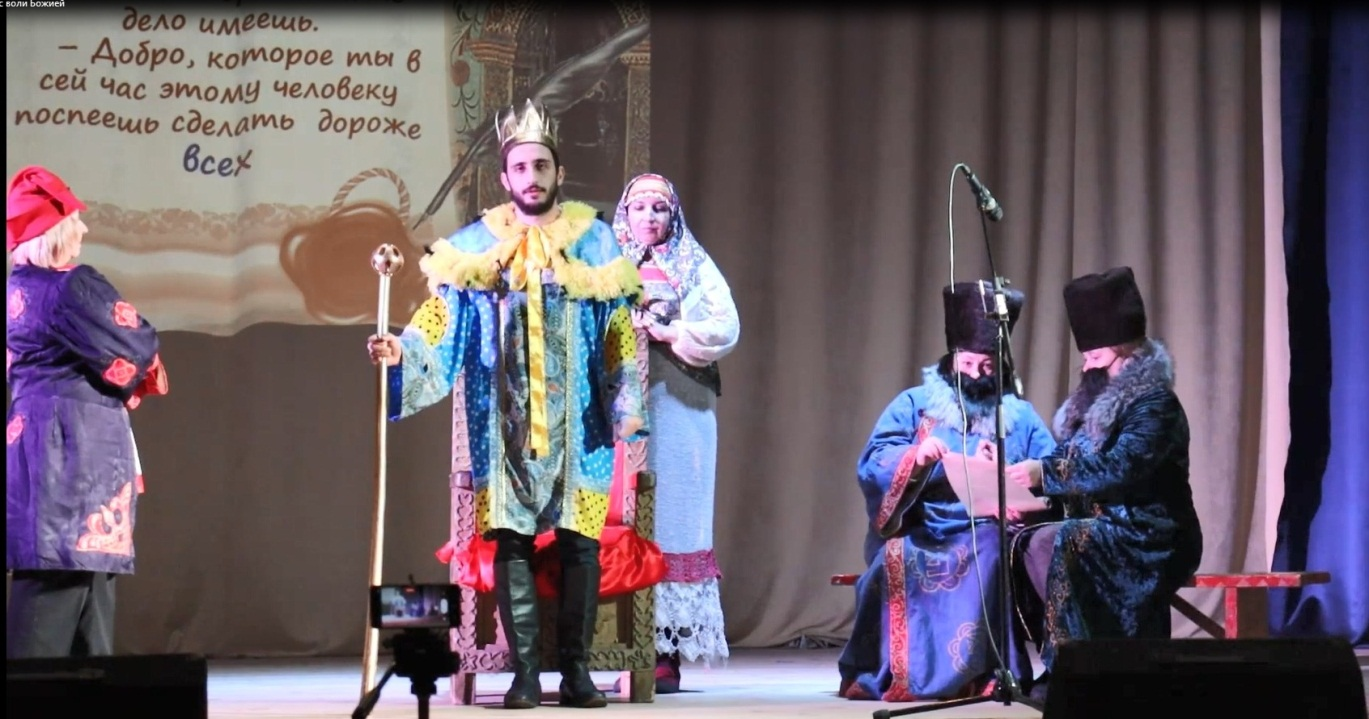 с воли Божией
дело имеешь.
– Добро, которое ты в
сей час этому человеку
поспеешь сделать дороже
всех